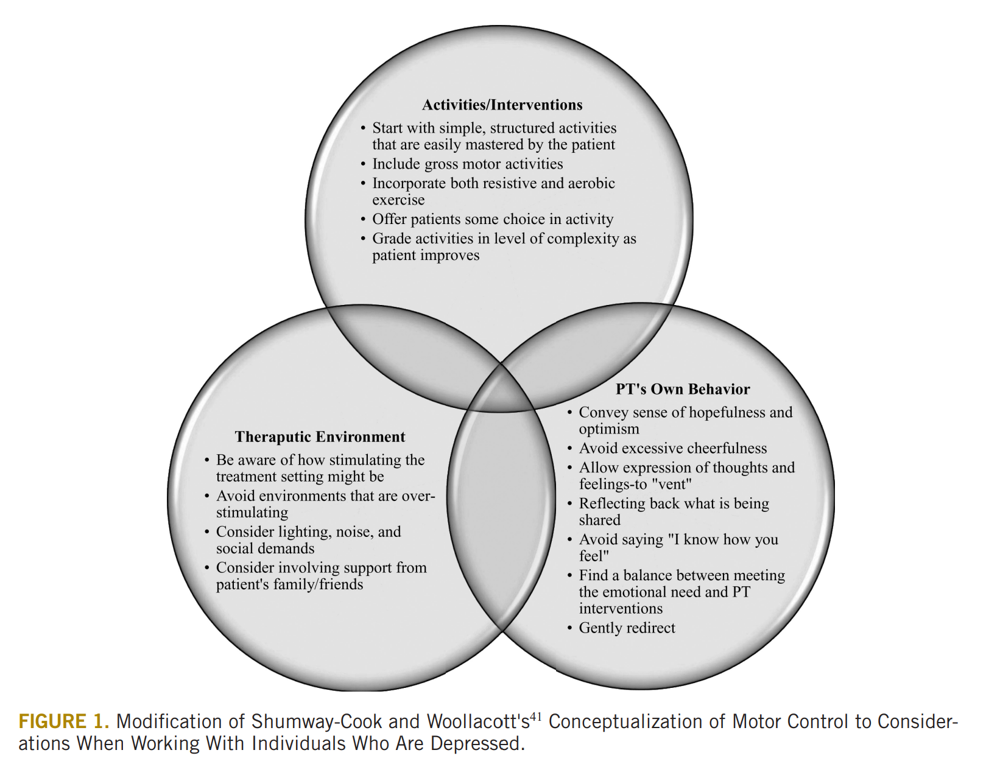 Activities/Interventions
• Start with simple, structured activities
that are easily mastered by the patient
• Include gross motor activities
• Incorporate both resistive and aerobic
exercise
• Offer patients some choice in activity
• Grade activities in level of complexity as
patient improves
Theraputic Environment
• Be aware of how stimulating the
treatment setting might be
• Avoid environments that are over-
stimulating
• Consider lighting, noise, and
social demands
• Consider involving support from
patient's family/friends
PT's Own Behavior
• Convey sense of hopefulness and
optimism
• Avoid excessive cheerfulness
• Allow expression of thoughts and
feelings-to "vent"
• Reflecting back what is being
shared
• Avoid saying "I know how you
feel"
• Find a balance between meeting
the emotional need and PT
interventions
• Gently redirect
FIGURE 1. Modification of Shumway-Cook and Woollacott's41 Conceptualization of Motor Control to Consider-
ations When Working With Individuals Who Are Depressed.